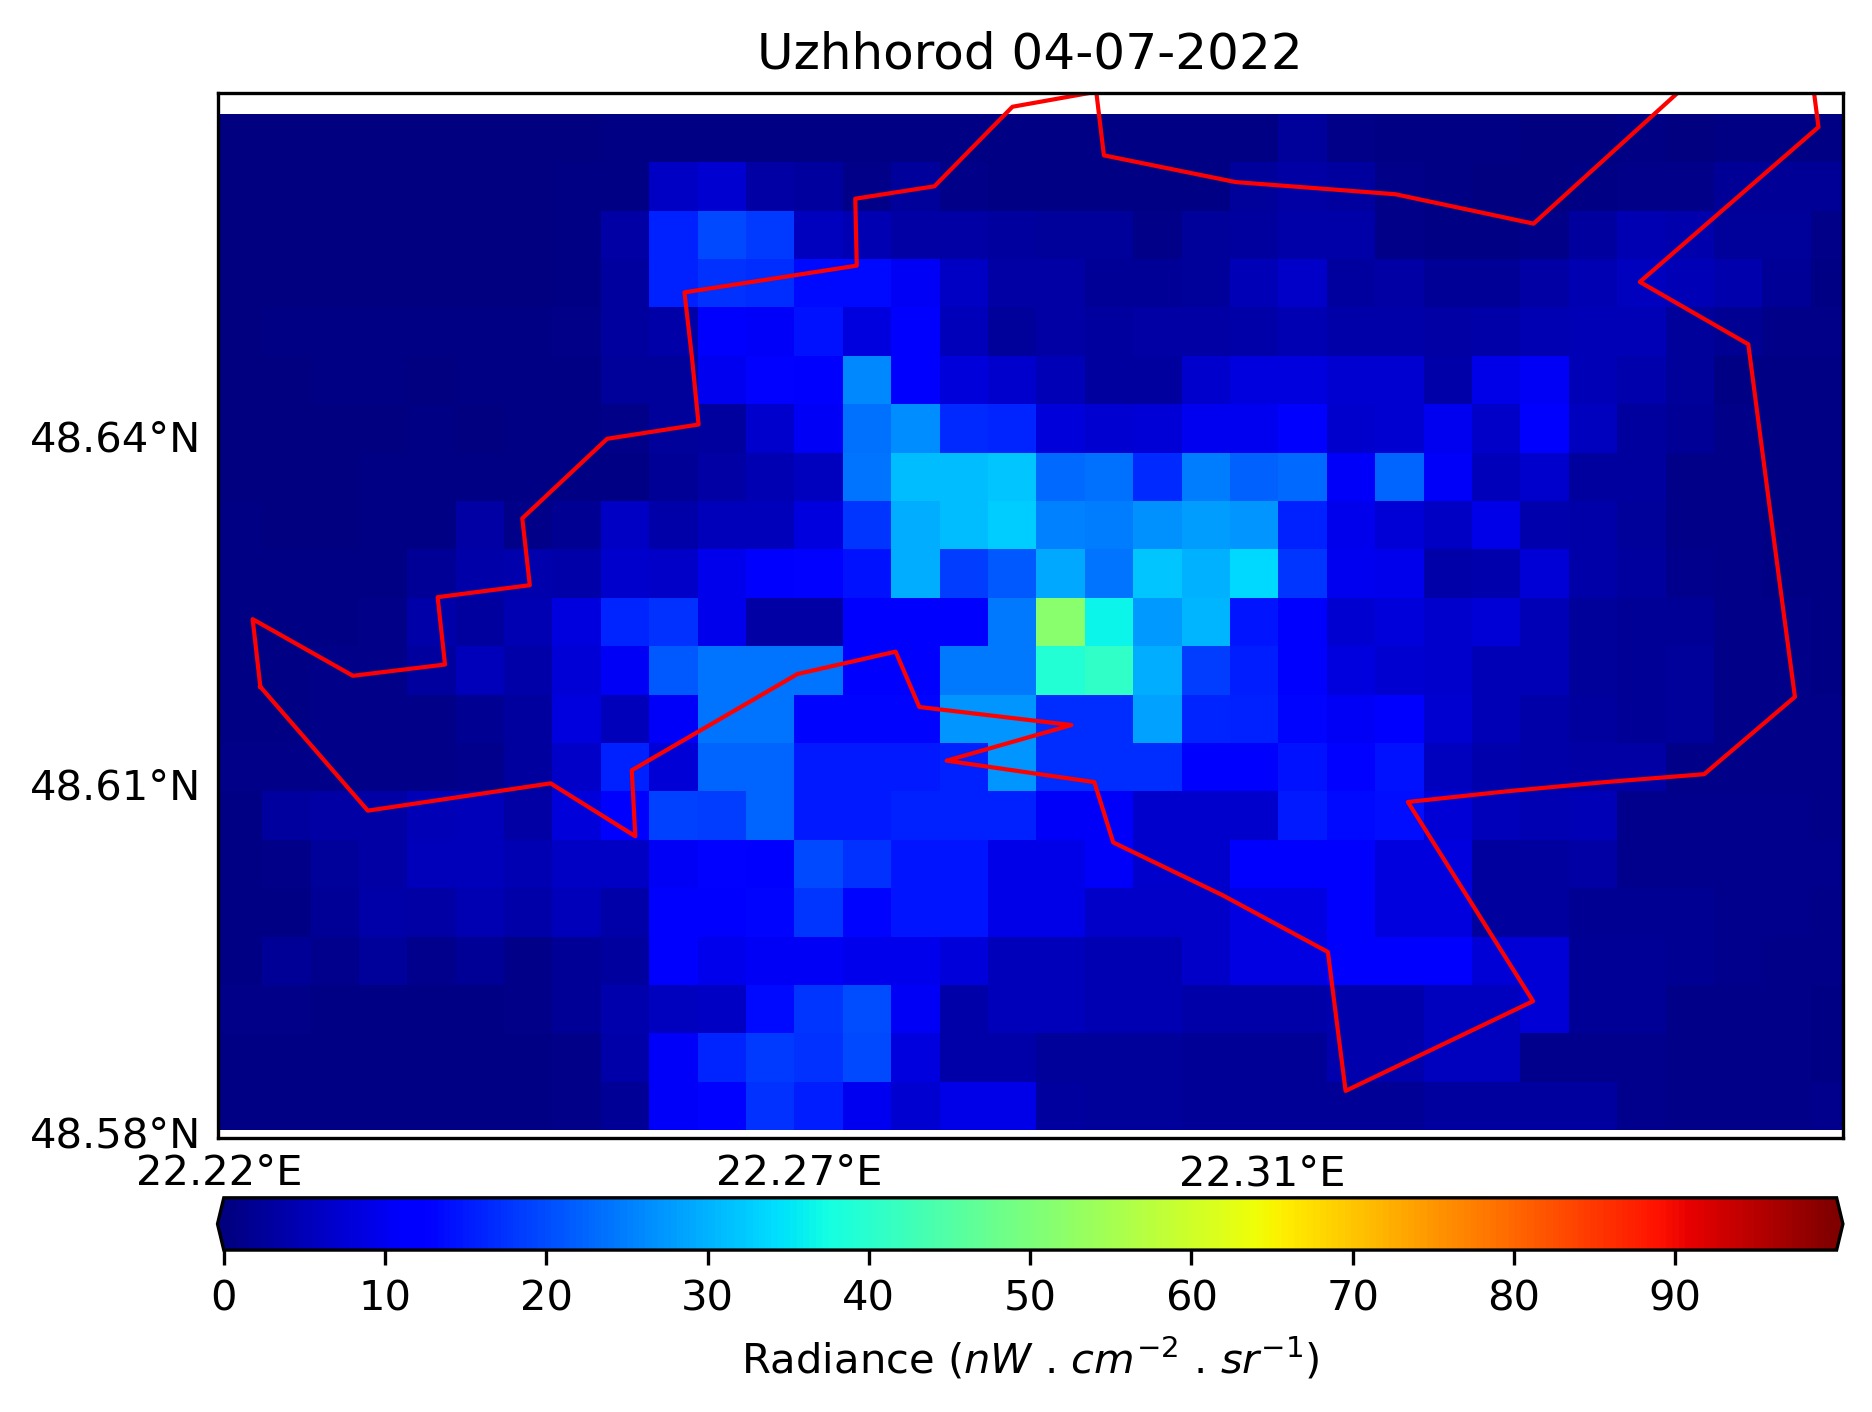 Uzhhorod 04-07-2022
48.64°N
48.61°N
48.58°N
22.22°E 22.27°E 22.31°E
0 10 20 30 40 50 60 70 80 90
Radiance (nW . cm⁻² . sr⁻¹)